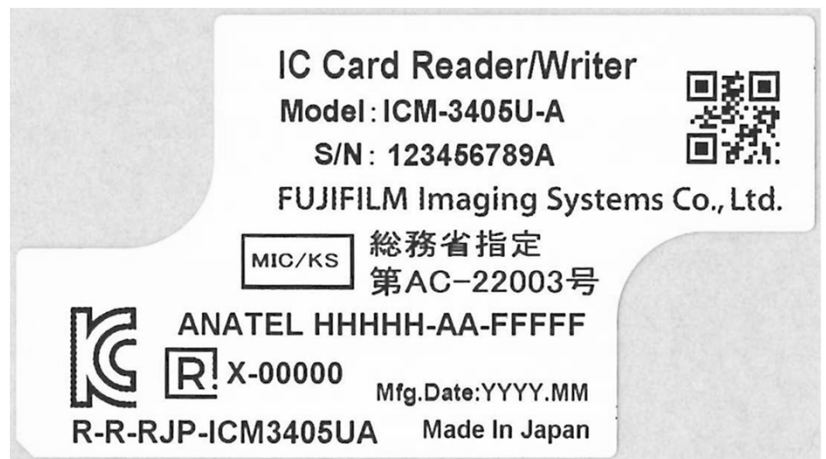 IC Card Reader/Writer
Model:ICM-3405U-A
S/N: 123456789A
FUJIFILM Imaging Systems Co., Ltd.
MIC/KS
総務省指定
第AC-22003号
ANATEL HHHHH-AA-FFFFF
R X-00000
Mfg.Date:YYYY.MM
R-R-RJP-ICM3405UA
Made In Japan